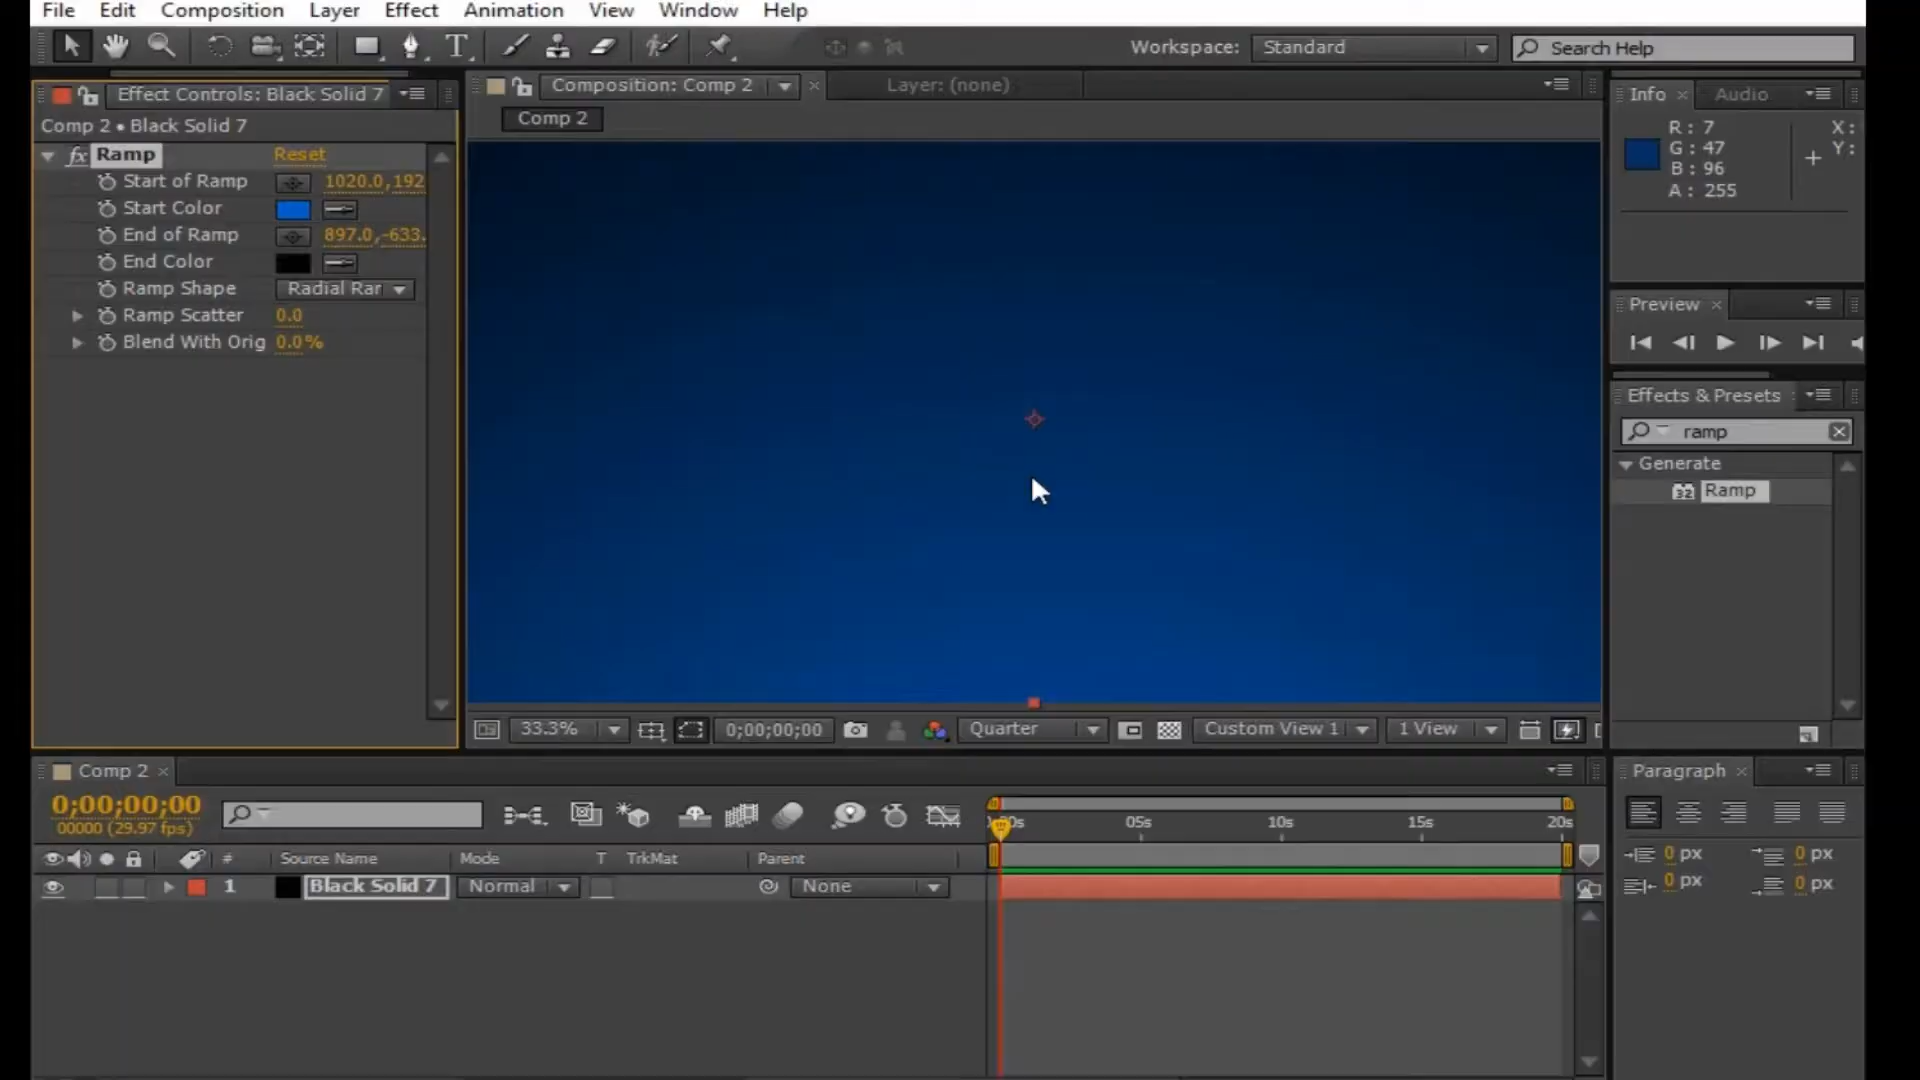 File Edit Composition Layer Effect Animation View Window Help
Workspace: Standard Search Help
Effect Controls: Black Solid 7
Comp 2 • Black Solid 7
fx Ramp Reset
Start of Ramp 1020.0,192
Start Color
End of Ramp 897.0,-633.
End Color
Ramp Shape Radial Rar
Ramp Scatter 0.0
Blend With Orig 0.0%
Composition: Comp 2 Layer: (none)
Comp 2
33.3% 0;00;00;00 Quarter Custom View 1 1 View
Info Audio
R: 7 X:
G: 47 Y:
B: 96
A: 255
Preview
Effects & Presets
ramp
Generate
32 Ramp
Comp 2
0;00;00;00
00000 (29.97 fps)
05s 10s 15s 20s
# Source Name Mode T TrkMat Parent
1 Black Solid 7 Normal None
Paragraph
0 px 0 px
0 px 0 px